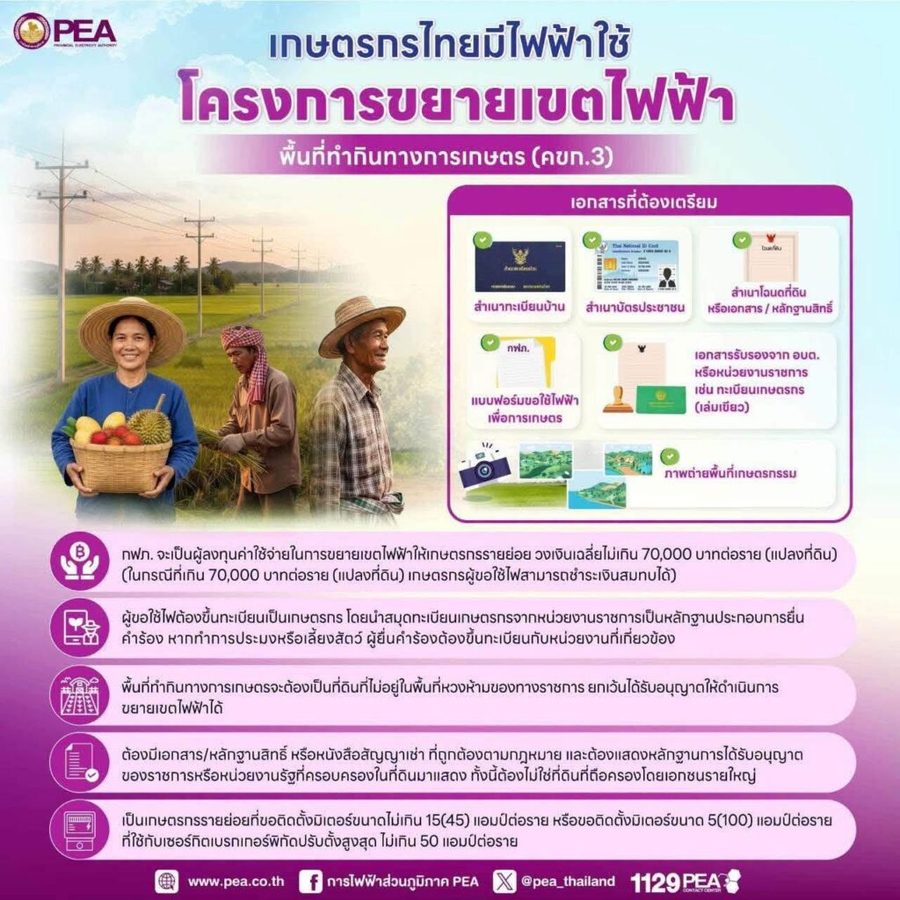 PEA
PROVINCIAL ELECTRICITY AUTHORITY
เกษตรกรไทยมีไฟฟ้าใช้
โครงการขยายเขตไฟฟ้า
พื้นที่ทำกินทางการเกษตร (คขก.3)
เอกสารที่ต้องเตรียม
สำเนาทะเบียนบ้าน
Thai National ID Card
สำเนาบัตรประชาชน
โฉนดที่ดิน
สำเนาโฉนดที่ดิน
หรือเอกสาร / หลักฐานสิทธิ์
กฟภ.
แบบฟอร์มขอใช้ไฟฟ้า
เพื่อการเกษตร
เอกสารรับรองจาก อบต.
หรือหน่วยงานราชการ
เช่น ทะเบียนเกษตรกร
(เล่มเขียว)
ภาพถ่ายพื้นที่เกษตรกรรม
กฟภ. จะเป็นผู้ลงทุนค่าใช้จ่ายในการขยายเขตไฟฟ้าให้เกษตรกรรายย่อย วงเงินเฉลี่ยไม่เกิน 70,000 บาทต่อราย (แปลงที่ดิน)
(ในกรณีที่เกิน 70,000 บาทต่อราย (แปลงที่ดิน) เกษตรกรผู้ขอใช้ไฟสามารถชำระเงินสมทบได้)
ผู้ขอใช้ไฟต้องขึ้นทะเบียนเป็นเกษตรกร โดยนำสมุดทะเบียนเกษตรกรจากหน่วยงานราชการเป็นหลักฐานประกอบการยื่น
คำร้อง หากทำการประมงหรือเลี้ยงสัตว์ ผู้ยื่นคำร้องต้องขึ้นทะเบียนกับหน่วยงานที่เกี่ยวข้อง
พื้นที่ทำกินทางการเกษตรจะต้องเป็นที่ดินที่ไม่อยู่ในพื้นที่หวงห้ามของทางราชการ ยกเว้นได้รับอนุญาตให้ดำเนินการ
ขยายเขตไฟฟ้าได้
ต้องมีเอกสาร/หลักฐานสิทธิ์ หรือหนังสือสัญญาเช่า ที่ถูกต้องตามกฎหมาย และต้องแสดงหลักฐานการได้รับอนุญาต
ของราชการหรือหน่วยงานรัฐที่ครอบครองในที่ดินมาแสดง ทั้งนี้ต้องไม่ใช่ที่ดินที่ถือครองโดยเอกชนรายใหญ่
เป็นเกษตรกรรายย่อยที่ขอติดตั้งมิเตอร์ขนาดไม่เกิน 15(45) แอมป์ต่อราย หรือขอติดตั้งมิเตอร์ขนาด 5(100) แอมป์ต่อราย
ที่ใช้กับเซอร์กิตเบรกเกอร์พิกัดปรับตั้งสูงสุด ไม่เกิน 50 แอมป์ต่อราย
www.pea.co.th
การไฟฟ้าส่วนภูมิภาค PEA
@pea_thailand
1129 PEA
CONTACT CENTER